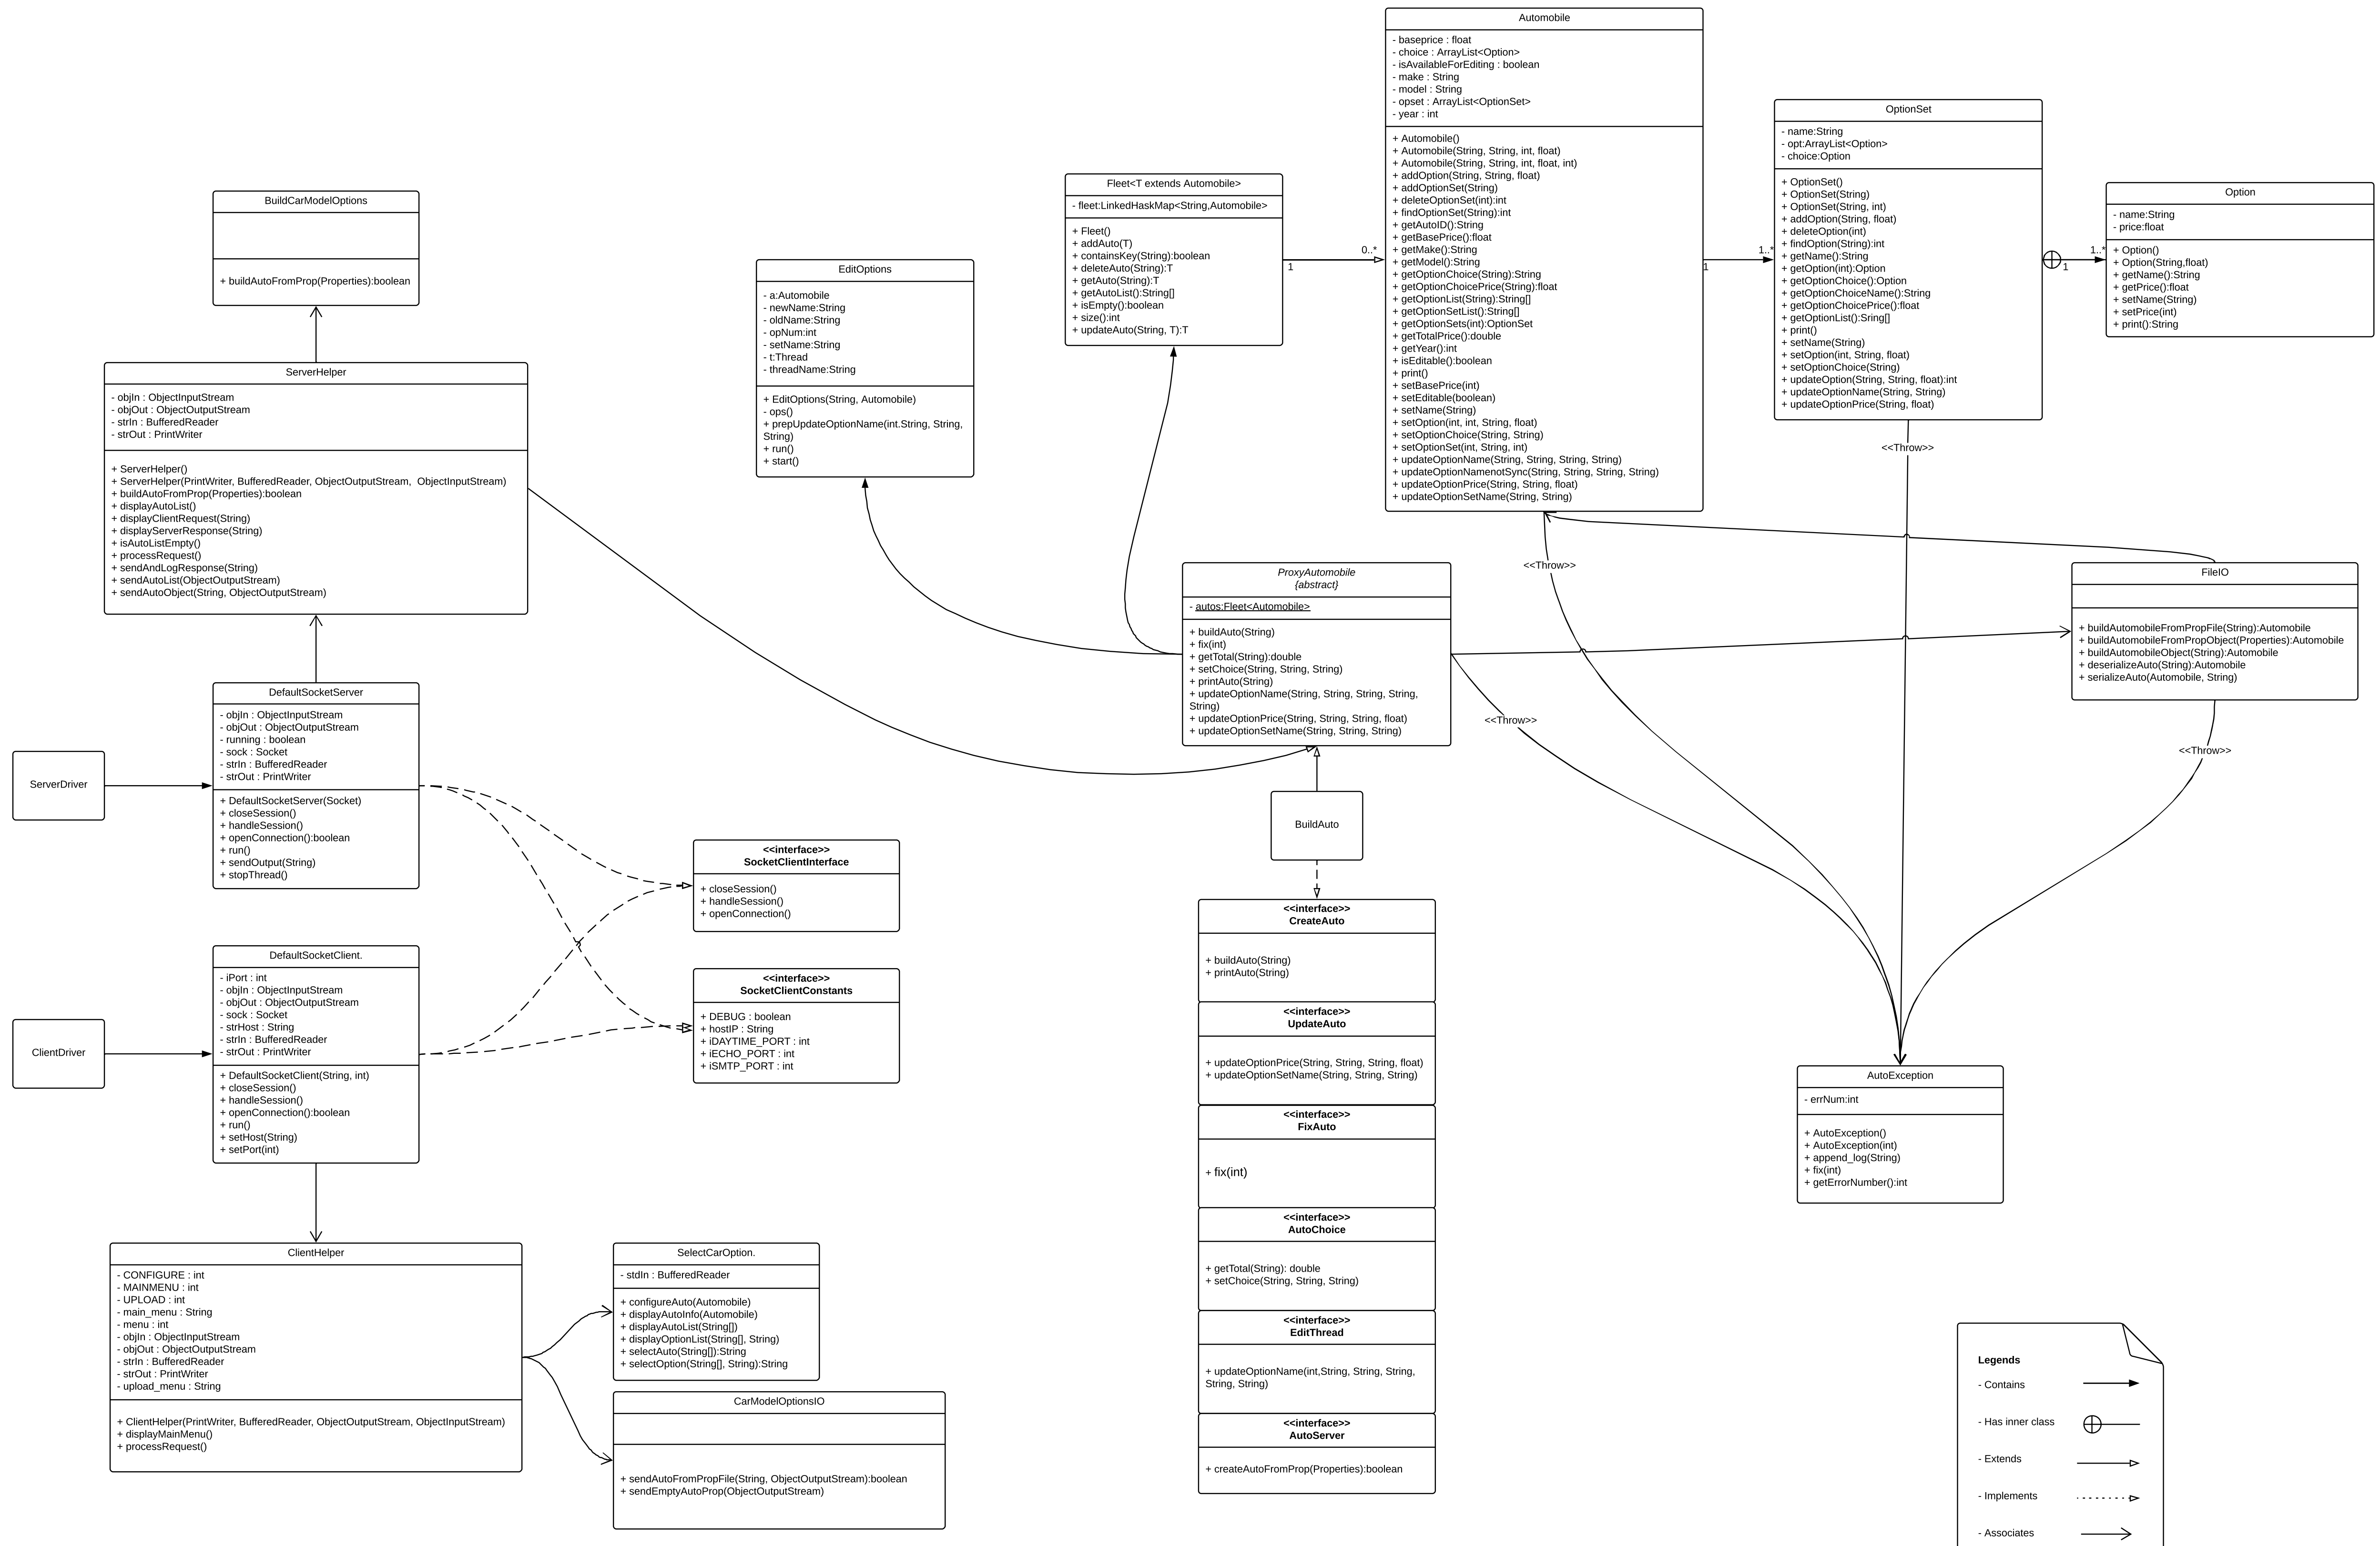 Automobile
- baseprice : float
- choice : ArrayList<Option>
- isAvailableForEditing : boolean
- make : String
- model : String
- opset : ArrayList<OptionSet>
- year : int
+ Automobile()
+ Automobile(String, String, int, float)
+ Automobile(String, String, int, float, int)
+ addOption(String, String, float)
+ addOptionSet(String)
+ deleteOptionSet(int):int
+ findOptionSet(String):int
+ getAutoID():String
+ getBasePrice():float
+ getMake():String
+ getModel():String
+ getOptionChoice(String):String
+ getOptionChoicePrice(String):float
+ getOptionList(String):String[]
+ getOptionSetList():String[]
+ getOptionSets(int):OptionSet
+ getTotalPrice():double
+ getYear():int
+ isEditable():boolean
+ print()
+ setBasePrice(int)
+ setEditable(boolean)
+ setName(String)
+ setOption(int, int, String, float)
+ setOptionChoice(String, String)
+ setOptionSet(int, String, int)
+ updateOptionName(String, String, String, String)
+ updateOptionNamenotSync(String, String, String, String)
+ updateOptionPrice(String, String, float)
+ updateOptionSetName(String, String)
OptionSet
- name:String
- opt:ArrayList<Option>
- choice:Option
+ OptionSet()
+ OptionSet(String)
+ OptionSet(String, int)
+ addOption(String, float)
+ deleteOption(int)
+ findOption(String):int
+ getName():String
+ getOption(int):Option
+ getOptionChoice():Option
+ getOptionChoiceName():String
+ getOptionChoicePrice():float
+ getOptionList():Sring[]
+ print()
+ setName(String)
+ setOption(int, String, float)
+ setOptionChoice(String)
+ updateOption(String, String, float):int
+ updateOptionName(String, String)
+ updateOptionPrice(String, float)
Option
- name:String
- price:float
+ Option()
+ Option(String,float)
+ getName():String
+ getPrice():float
+ setName(String)
+ setPrice(int)
+ print():String
Fleet<T extends Automobile>
- fleet:LinkedHaskMap<String,Automobile>
+ Fleet()
+ addAuto(T)
+ containsKey(String):boolean
+ deleteAuto(String):T
+ getAuto(String):T
+ getAutoList():String[]
+ isEmpty():boolean
+ size():int
+ updateAuto(String, T):T
1
0..*
1
1..*
1
1..*
BuildCarModelOptions
+ buildAutoFromProp(Properties):boolean
EditOptions
- a:Automobile
- newName:String
- oldName:String
- opNum:int
- setName:String
- t:Thread
- threadName:String
+ EditOptions(String, Automobile)
- ops()
+ prepUpdateOptionName(int.String, String,
String)
+ run()
+ start()
ServerHelper
- objIn : ObjectInputStream
- objOut : ObjectOutputStream
- strIn : BufferedReader
- strOut : PrintWriter
+ ServerHelper()
+ ServerHelper(PrintWriter, BufferedReader, ObjectOutputStream, ObjectInputStream)
+ buildAutoFromProp(Properties):boolean
+ displayAutoList()
+ displayClientRequest(String)
+ displayServerResponse(String)
+ isAutoListEmpty()
+ processRequest()
+ sendAndLogResponse(String)
+ sendAutoList(ObjectOutputStream)
+ sendAutoObject(String, ObjectOutputStream)
<<Throw>>
<<Throw>>
<<Throw>>
<<Throw>>
ProxyAutomobile
{abstract}
- autos:Fleet<Automobile>
+ buildAuto(String)
+ fix(int)
+ getTotal(String):double
+ setChoice(String, String, String)
+ printAuto(String)
+ updateOptionName(String, String, String, String,
String)
+ updateOptionPrice(String, String, String, float)
+ updateOptionSetName(String, String, String)
FileIO
+ buildAutomobileFromPropFile(String):Automobile
+ buildAutomobileFromPropObject(Properties):Automobile
+ buildAutomobileObject(String):Automobile
+ deserializeAuto(String):Automobile
+ serializeAuto(Automobile, String)
ServerDriver
DefaultSocketServer
- objIn : ObjectInputStream
- objOut : ObjectOutputStream
- running : boolean
- sock : Socket
- strIn : BufferedReader
- strOut : PrintWriter
+ DefaultSocketServer(Socket)
+ closeSession()
+ handleSession()
+ openConnection():boolean
+ run()
+ sendOutput(String)
+ stopThread()
BuildAuto
<<interface>>
SocketClientInterface
+ closeSession()
+ handleSession()
+ openConnection()
<<interface>>
SocketClientConstants
+ DEBUG : boolean
+ hostIP : String
+ iDAYTIME_PORT : int
+ iECHO_PORT : int
+ iSMTP_PORT : int
ClientDriver
DefaultSocketClient.
- iPort : int
- objIn : ObjectInputStream
- objOut : ObjectOutputStream
- sock : Socket
- strHost : String
- strIn : BufferedReader
- strOut : PrintWriter
+ DefaultSocketClient(String, int)
+ closeSession()
+ handleSession()
+ openConnection():boolean
+ run()
+ setHost(String)
+ setPort(int)
<<interface>>
CreateAuto
+ buildAuto(String)
+ printAuto(String)
<<interface>>
UpdateAuto
+ updateOptionPrice(String, String, String, float)
+ updateOptionSetName(String, String, String)
<<interface>>
FixAuto
+ fix(int)
<<interface>>
AutoChoice
+ getTotal(String): double
+ setChoice(String, String, String)
<<interface>>
EditThread
+ updateOptionName(int,String, String, String,
String, String)
<<interface>>
AutoServer
+ createAutoFromProp(Properties):boolean
AutoException
- errNum:int
+ AutoException()
+ AutoException(int)
+ append_log(String)
+ fix(int)
+ getErrorNumber():int
ClientHelper
- CONFIGURE : int
- MAINMENU : int
- UPLOAD : int
- main_menu : String
- menu : int
- objIn : ObjectInputStream
- objOut : ObjectOutputStream
- strIn : BufferedReader
- strOut : PrintWriter
- upload_menu : String
+ ClientHelper(PrintWriter, BufferedReader, ObjectOutputStream, ObjectInputStream)
+ displayMainMenu()
+ processRequest()
SelectCarOption.
- stdIn : BufferedReader
+ configureAuto(Automobile)
+ displayAutoInfo(Automobile)
+ displayAutoList(String[])
+ displayOptionList(String[], String)
+ selectAuto(String[]):String
+ selectOption(String[], String):String
CarModelOptionsIO
+ sendAutoFromPropFile(String, ObjectOutputStream):boolean
+ sendEmptyAutoProp(ObjectOutputStream)
Legends
- Contains
- Has inner class
- Extends
- Implements
- Associates